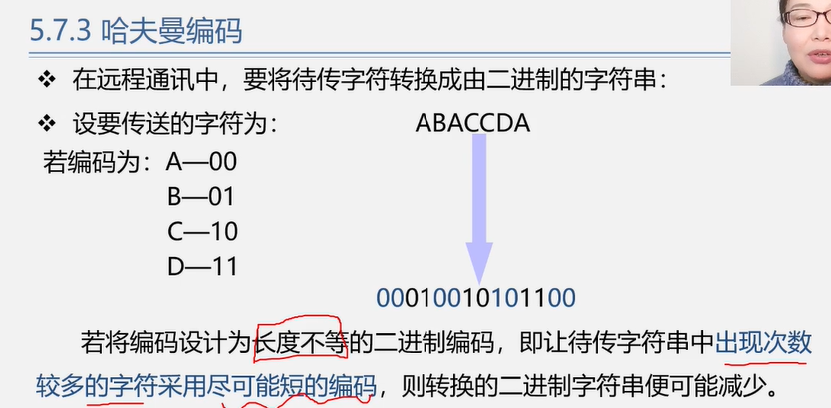 5.7.3 哈夫曼编码
❖ 在远程通讯中，要将待传字符转换成由二进制的字符串：
❖ 设要传送的字符为： ABACCDA
若编码为：A—00
B—01
C—10
D—11
00010010101100
若将编码设计为长度不等的二进制编码，即让待传字符串中出现次数
较多的字符采用尽可能短的编码，则转换的二进制字符串便可能减少。